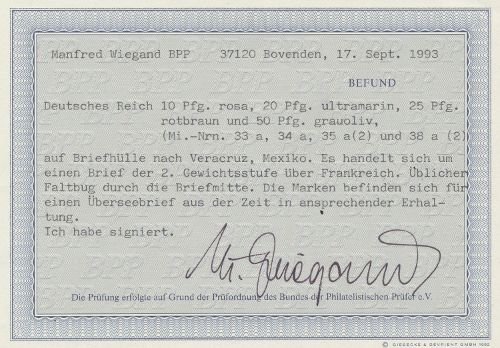 Manfred Wiegand BPP 37120 Bovenden, 17. Sept. 1993
BEFUND
Deutsches Reich 10 Pfg. rosa, 20 Pfg. ultramarin, 25 Pfg.
rotbraun und 50 Pfg. grauoliv,
(Mi.-Nrn. 33 a, 34 a, 35 a(2) und 38 a (2)
auf Briefhülle nach Veracruz, Mexiko. Es handelt sich um
einen Brief der 2. Gewichtsstufe über Frankreich. Üblicher
Faltbug durch die Briefmitte. Die Marken befinden sich für
einen Überseebrief aus der Zeit in ansprechender Erhal-
tung.
Ich habe signiert.
M. Wiegand
Die Prüfung erfolgte auf Grund der Prüfordnung des Bundes der Philatelistischen Prüfer e.V.
© GIESECKE & DEVRIENT GMBH 1992